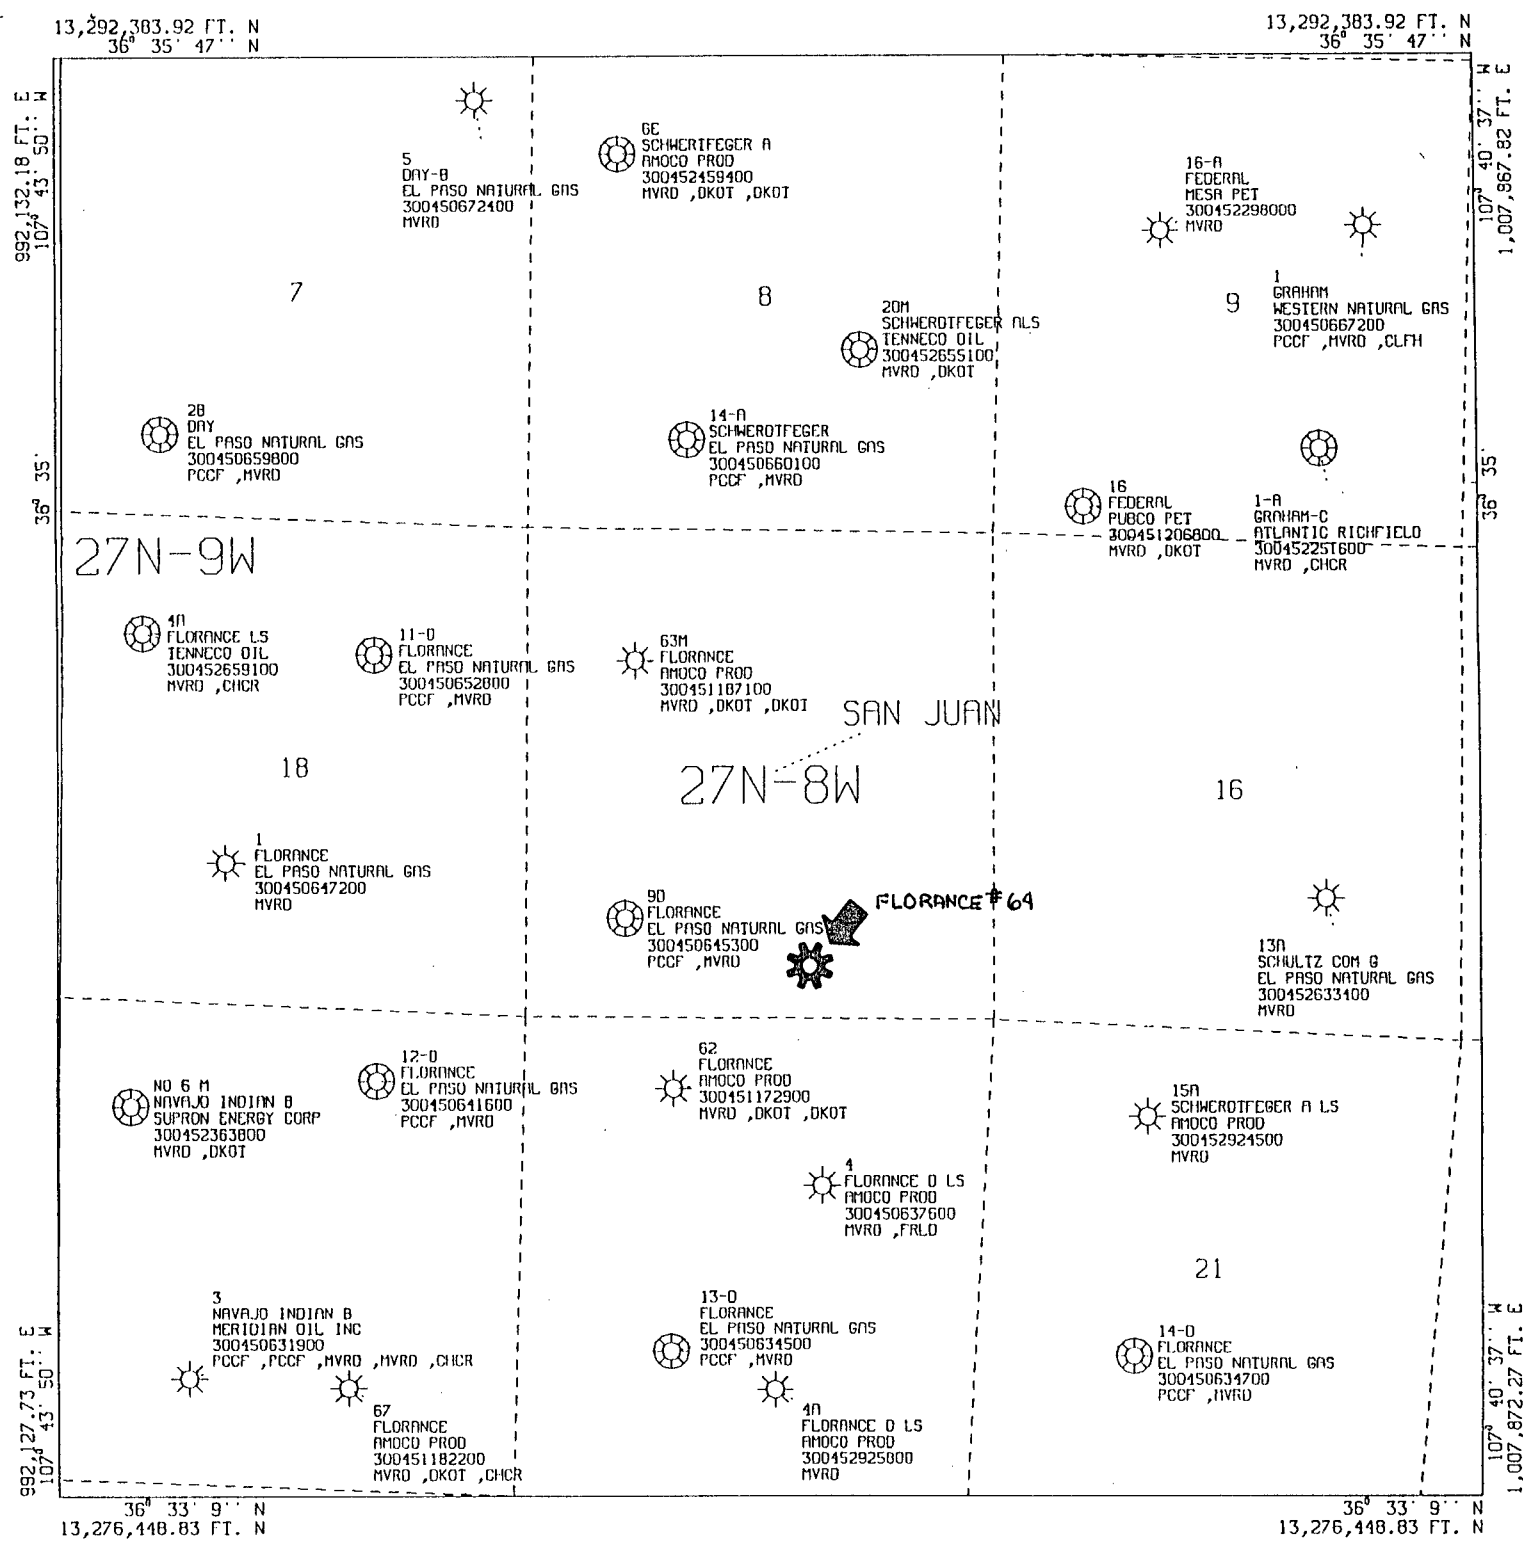 13,292,383.92 FT. N
36° 35' 47'' N
13,292,383.92 FT. N
36° 35' 47'' N
992,132.18 FT. E
107° 43' 50'' W
107° 40' 37'' W
1,007,867.82 FT. E
5
DAY-B
EL PASO NATURAL GAS
300450672400
MVRD
6E
SCHWERTFEGER A
AMOCO PROD
300452459400
MVRD ,DKOT ,DKOT
16-A
FEDERAL
MESA PET
300452298000
MVRD
1
GRAHAM
WESTERN NATURAL GAS
300450667200
PCCF ,MVRD ,CLFH
7
8
9
20M
SCHWERDTFEGER ALS
TENNECO OIL
300452655100
MVRD ,DKOT
2B
DAY
EL PASO NATURAL GAS
300450659800
PCCF ,MVRD
14-A
SCHWERDTFEGER
EL PASO NATURAL GAS
300450660100
PCCF ,MVRD
16
FEDERAL
PUBCO PET
300451206800
MVRD ,DKOT
1-A
GRAHAM-C
ATLANTIC RICHFIELD
300452251600
MVRD ,CHCR
36° 35'
36° 35'
27N-9W
4A
FLORANCE LS
TENNECO OIL
300452659100
MVRD ,CHCR
11-D
FLORANCE
EL PASO NATURAL GAS
300450652800
PCCF ,MVRD
63M
FLORANCE
AMOCO PROD
300451187100
MVRD ,DKOT ,DKOT
SAN JUAN
27N-8W
18
16
1
FLORANCE
EL PASO NATURAL GAS
300450647200
MVRD
9D
FLORANCE
EL PASO NATURAL GAS
300450645300
PCCF ,MVRD
FLORANCE #64
13A
SCHULTZ COM G
EL PASO NATURAL GAS
300452633400
MVRD
NO 6 M
NAVAJO INDIAN B
SUPRON ENERGY CORP
300452363800
MVRD ,DKOT
12-D
FLORANCE
EL PASO NATURAL GAS
300450641600
PCCF ,MVRD
62
FLORANCE
AMOCO PROD
300451172900
MVRD ,DKOT ,DKOT
15A
SCHWERDTFEGER A LS
AMOCO PROD
300452924500
MVRD
4
FLORANCE D LS
AMOCO PROD
300450637600
MVRD ,FRLD
21
3
NAVAJO INDIAN B
MERIDIAN OIL INC
300450631900
PCCF ,PCCF ,MVRD ,MVRD ,CHCR
67
FLORANCE
AMOCO PROD
300451182200
MVRD ,DKOT ,CHCR
13-D
FLORANCE
EL PASO NATURAL GAS
300450634500
PCCF ,MVRD
4A
FLORANCE D LS
AMOCO PROD
300452925800
MVRD
14-D
FLORANCE
EL PASO NATURAL GAS
300450634700
PCCF ,MVRD
992,127.73 FT. E
107° 43' 50'' W
107° 40' 37'' W
1,007,872.27 FT. E
36° 33' 9'' N
13,276,448.83 FT. N
36° 33' 9'' N
13,276,448.83 FT. N